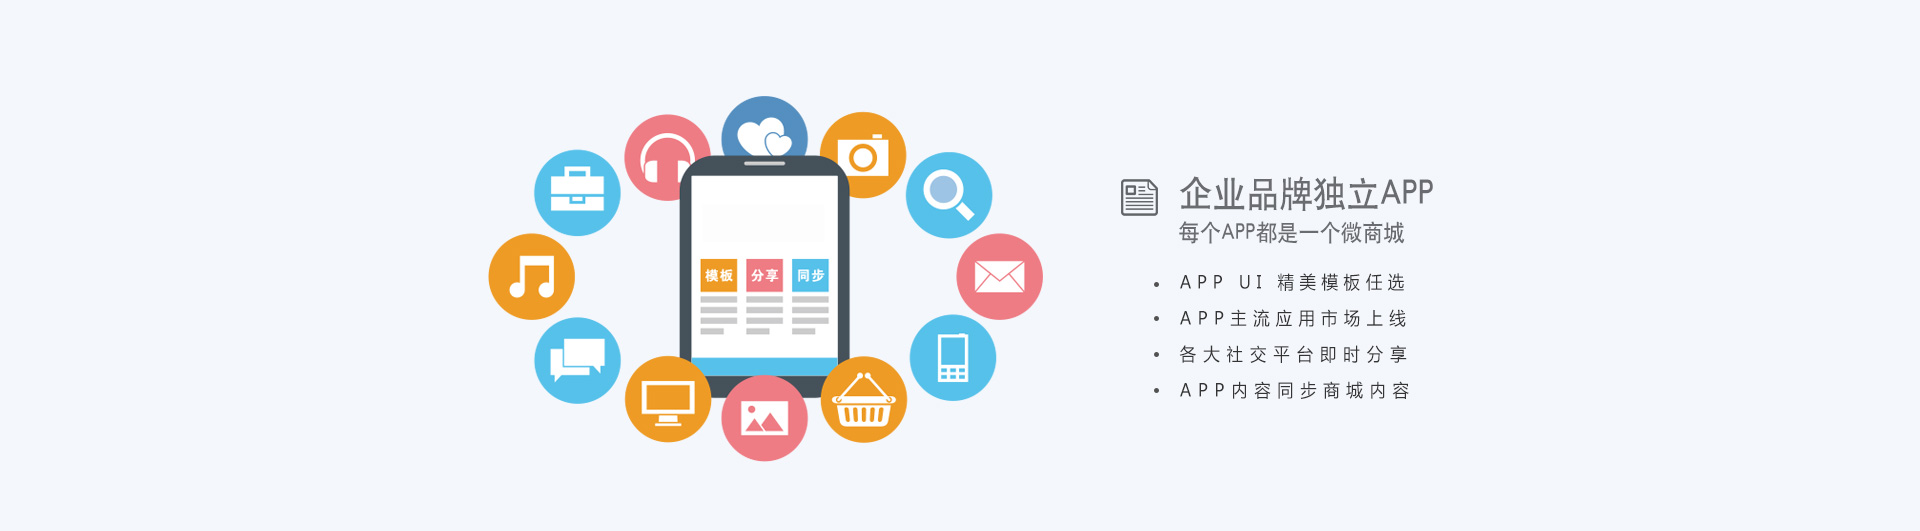 模板 分享 同步
企业品牌独立APP
每个APP都是一个微商城
• APP UI 精美模板任选
• APP主流应用市场上线
• 各大社交平台即时分享
• APP内容同步商城内容